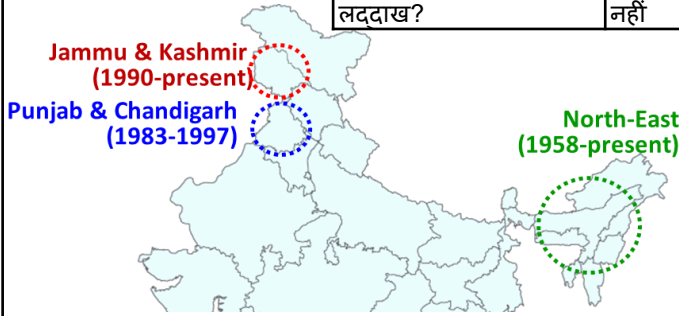 लद्दाख? नहीं
Jammu & Kashmir
(1990-present)
Punjab & Chandigarh
(1983-1997)
North-East
(1958-present)